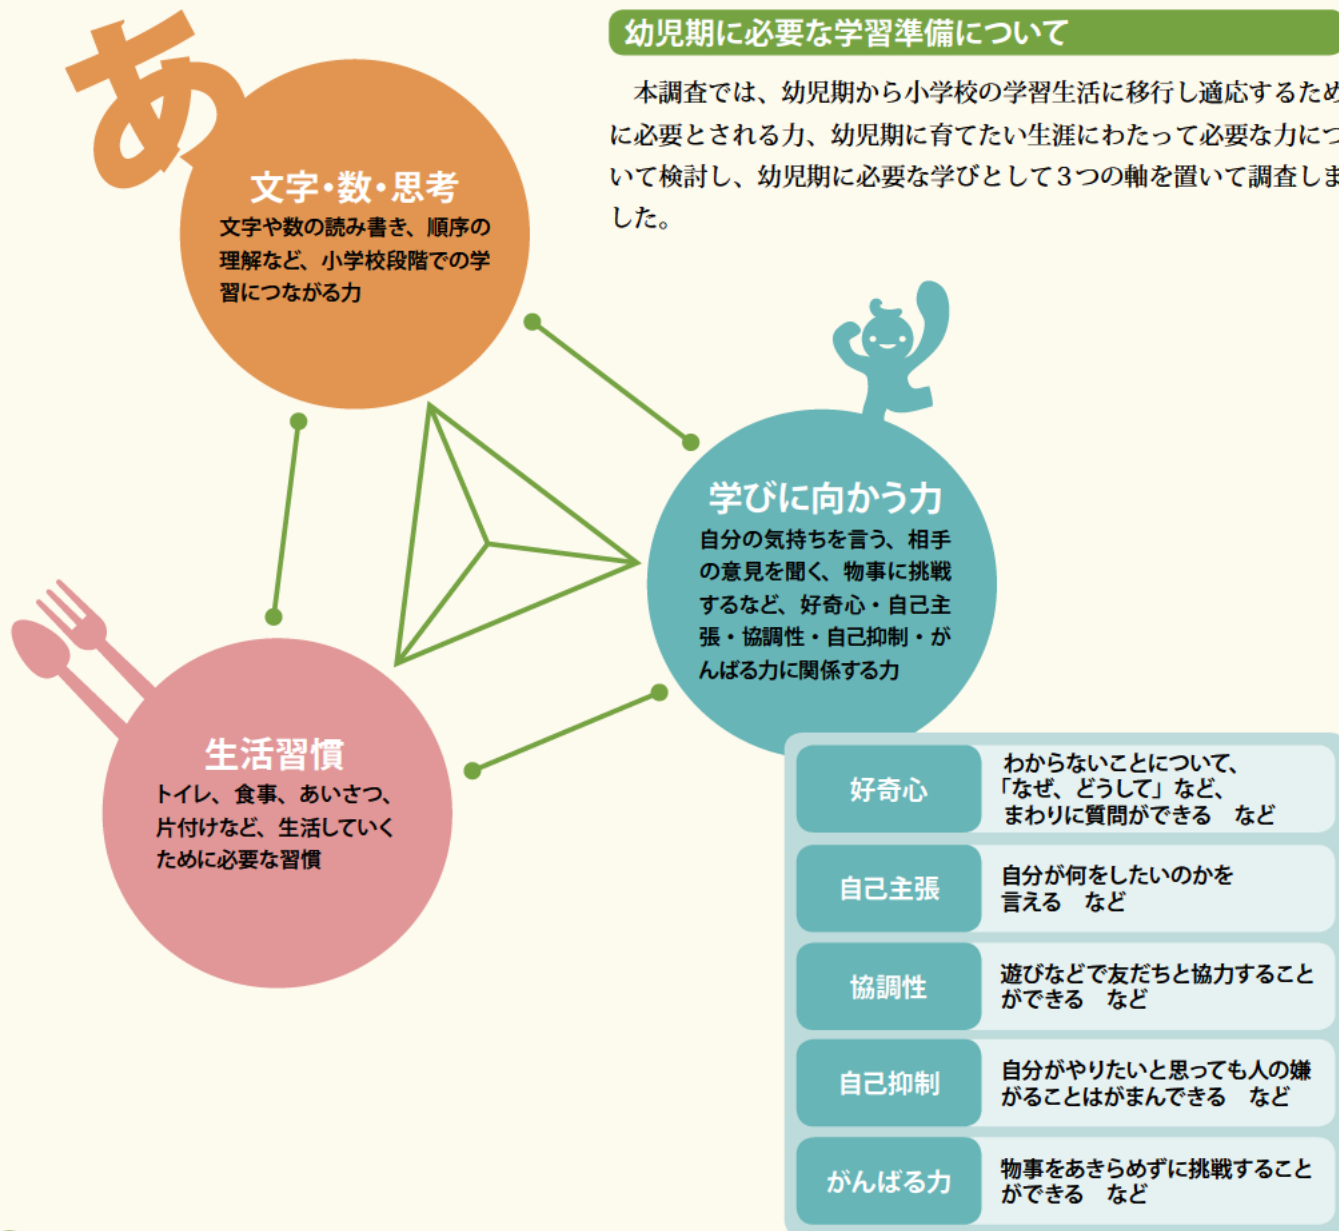 あ
文字・数・思考
文字や数の読み書き、順序の
理解など、小学校段階での学
習につながる力
幼児期に必要な学習準備について
　本調査では、幼児期から小学校の学習生活に移行し適応するため
に必要とされる力、幼児期に育てたい生涯にわたって必要な力につ
いて検討し、幼児期に必要な学びとして3つの軸を置いて調査しま
した。
学びに向かう力
自分の気持ちを言う、相手
の意見を聞く、物事に挑戦
するなど、好奇心・自己主
張・協調性・自己抑制・が
んばる力に関係する力
生活習慣
トイレ、食事、あいさつ、
片付けなど、生活していく
ために必要な習慣
好奇心
わからないことについて、
「なぜ、どうして」など、
まわりに質問ができる　など
自己主張
自分が何をしたいのかを
言える　など
協調性
遊びなどで友だちと協力すること
ができる　など
自己抑制
自分がやりたいと思っても人の嫌
がることはがまんできる　など
がんばる力
物事をあきらめずに挑戦すること
ができる　など